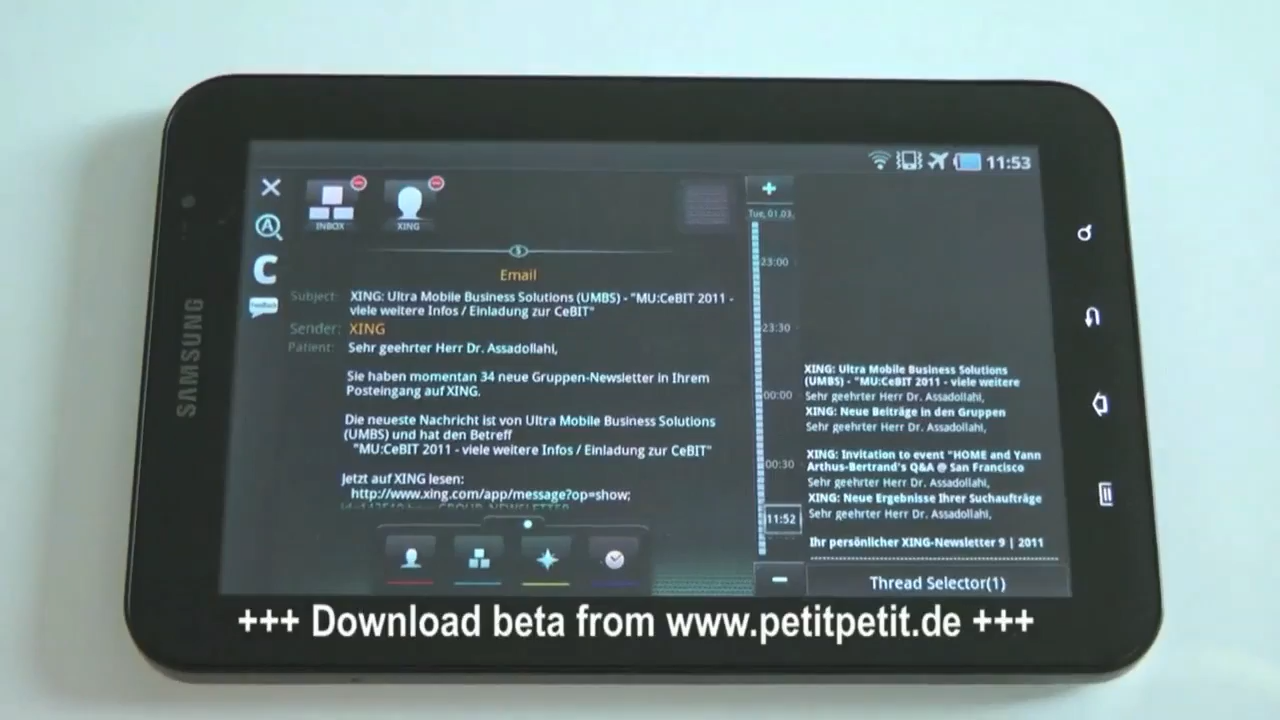 11:53
INBOX
XING
Email
Subject: XING: Ultra Mobile Business Solutions (UMBS) - "MU:CeBIT 2011 -
viele weitere Infos / Einladung zur CeBIT"
Sender: XING
Patient: Sehr geehrter Herr Dr. Assadollahi,
Sie haben momentan 34 neue Gruppen-Newsletter in Ihrem
Posteingang auf XING.
Die neueste Nachricht ist von Ultra Mobile Business Solutions
(UMBS) und hat den Betreff
"MU:CeBIT 2011 - viele weitere Infos / Einladung zur CeBIT"
Jetzt auf XING lesen:
http://www.xing.com/app/message?op=show;
Feedback
SAMSUNG
+
Tue, 01.03.
23:00
23:30
00:00
00:30
11:52
XING: Ultra Mobile Business Solutions
(UMBS) - "MU:CeBIT 2011 - viele weitere
Sehr geehrter Herr Dr. Assadollahi,
XING: Neue Beiträge in den Gruppen
Sehr geehrter Herr Dr. Assadollahi,
XING: Invitation to event "HOME and Yann
Arthus-Bertrand's Q&A @ San Francisco
Sehr geehrter Herr Dr. Assadollahi,
XING: Neue Ergebnisse Ihrer Suchaufträge
Sehr geehrter Herr Dr. Assadollahi,
Ihr persönlicher XING-Newsletter 9 | 2011
Thread Selector(1)
+++ Download beta from www.petitpetit.de +++